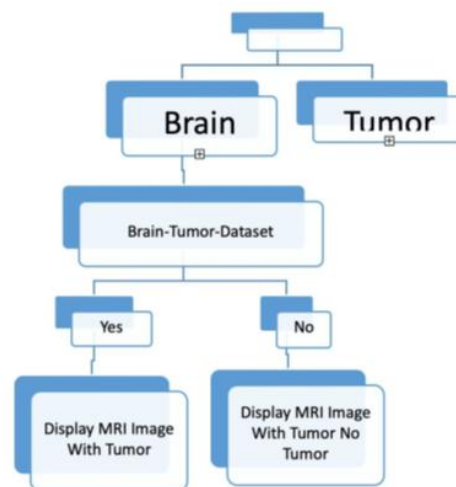 Brain
Tumor
Brain-Tumor-Dataset
Yes
No
Display MRI Image
With Tumor
Display MRI Image
With Tumor No
Tumor